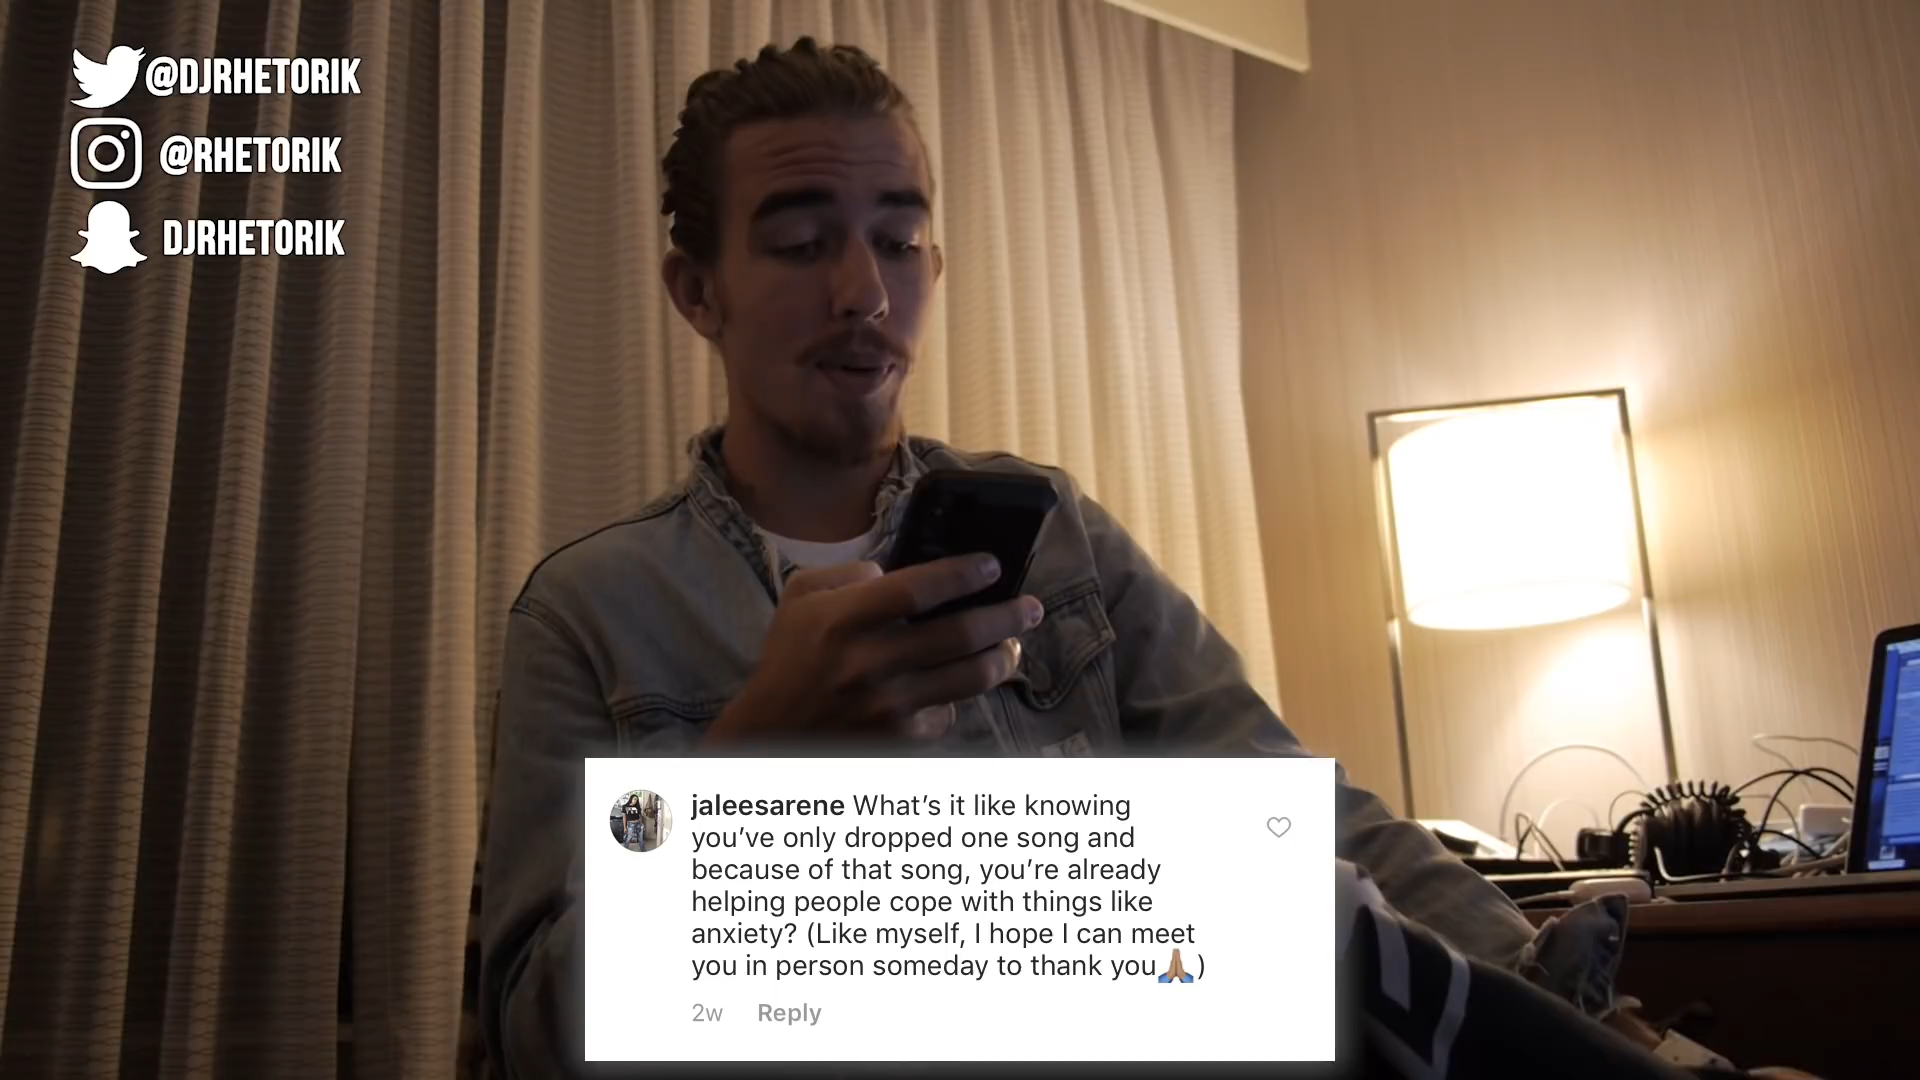 @DJRHETORIK
@RHETORIK
DJRHETORIK
jaleesarene What’s it like knowing
you’ve only dropped one song and
because of that song, you’re already
helping people cope with things like
anxiety? (Like myself, I hope I can meet
you in person someday to thank you🙏🏽)
2w Reply